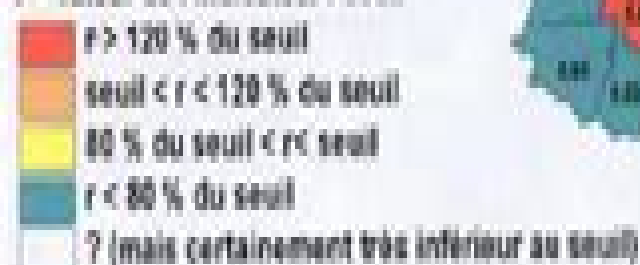 r > 120 % du seuil
seuil < r < 120 % du seuil
80 % du seuil < r < seuil
r < 80 % du seuil
? (mais certainement très inférieur au seuil)